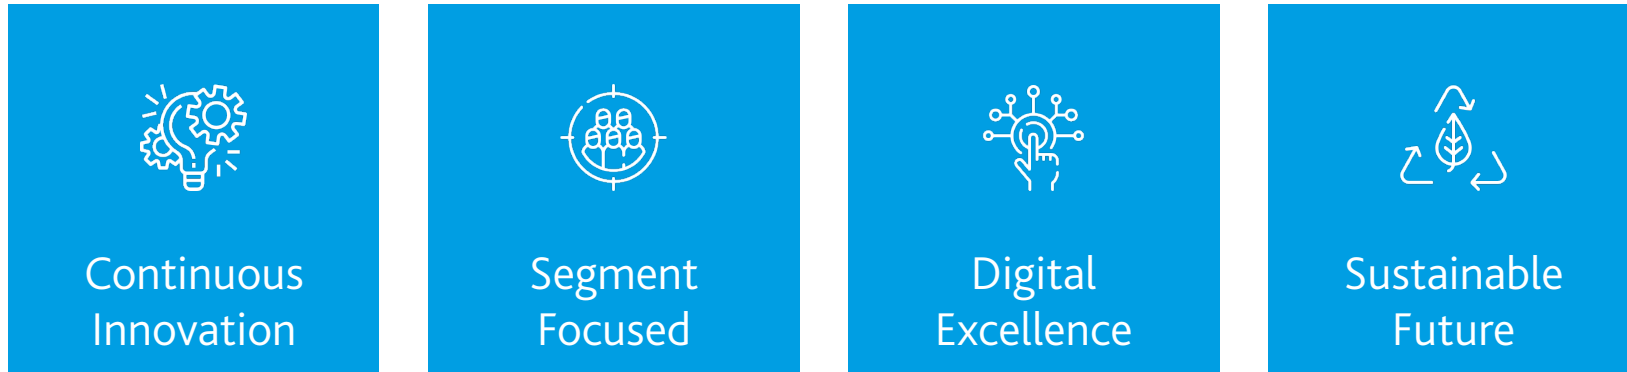 Continuous
Innovation
Segment
Focused
Digital
Excellence
Sustainable
Future